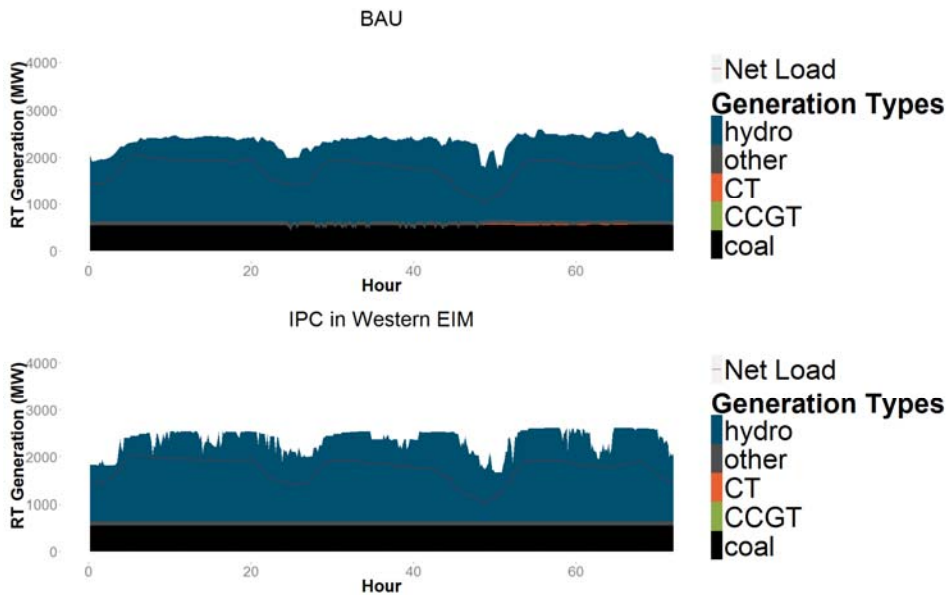 BAU
RT Generation (MW)
4000
3000
2000
1000
0
0 20 40 60
Hour
Net Load
Generation Types
hydro
other
CT
CCGT
coal
IPC in Western EIM
RT Generation (MW)
4000
3000
2000
1000
0
0 20 40 60
Hour
Net Load
Generation Types
hydro
other
CT
CCGT
coal